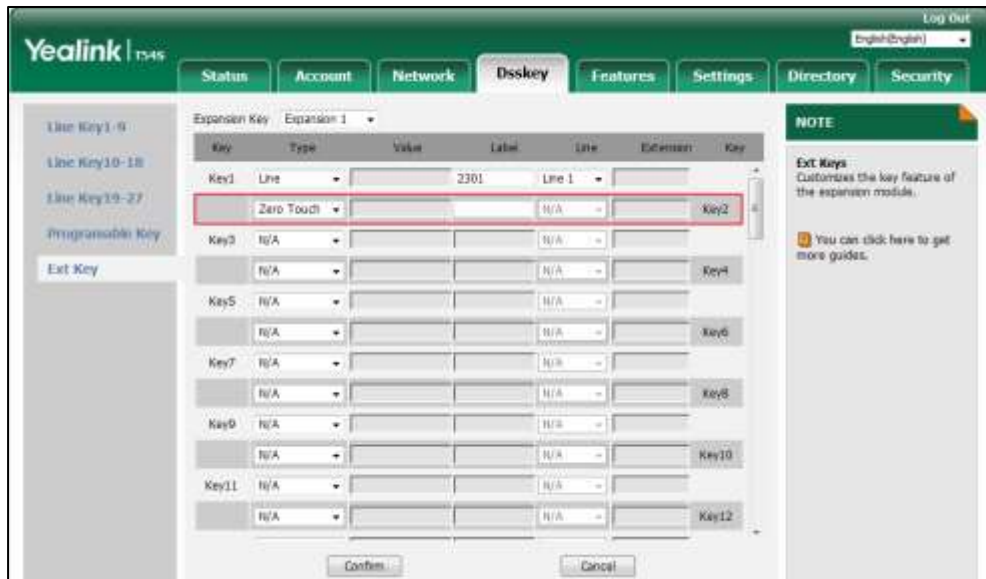 Log Out
Yealink T54S
English(English)
Status Account Network Dsskey Features Settings Directory Security
Line Key1-9
Line Key10-18
Line Key19-27
Programable Key
Ext Key
Expansion Key Expansion 1
Key Type Value Label Line Extension Key
Key1 Line 2301 Line 1
Zero Touch N/A Key2
Key3 N/A N/A
N/A N/A Key4
Key5 N/A N/A
N/A N/A Key6
Key7 N/A N/A
N/A N/A Key8
Key9 N/A N/A
N/A N/A Key10
Key11 N/A N/A
N/A N/A Key12
Confirm Cancel
NOTE
Ext Keys
Customizes the key feature of
the expansion module.
You can click here to get
more guides.